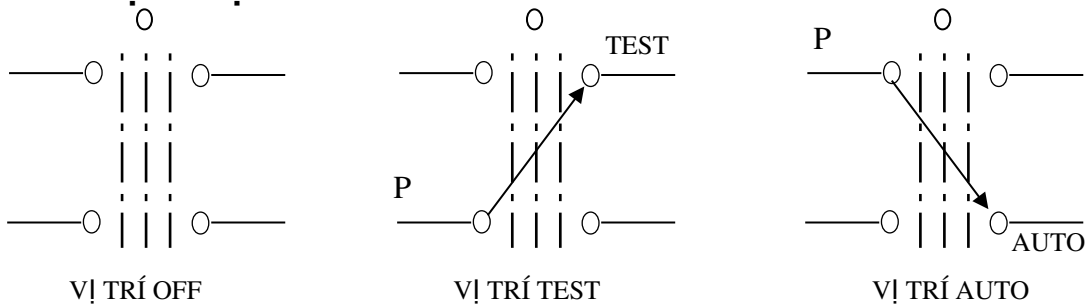 TEST
P
P
AUTO
VỊ TRÍ OFF
VỊ TRÍ TEST
VỊ TRÍ AUTO